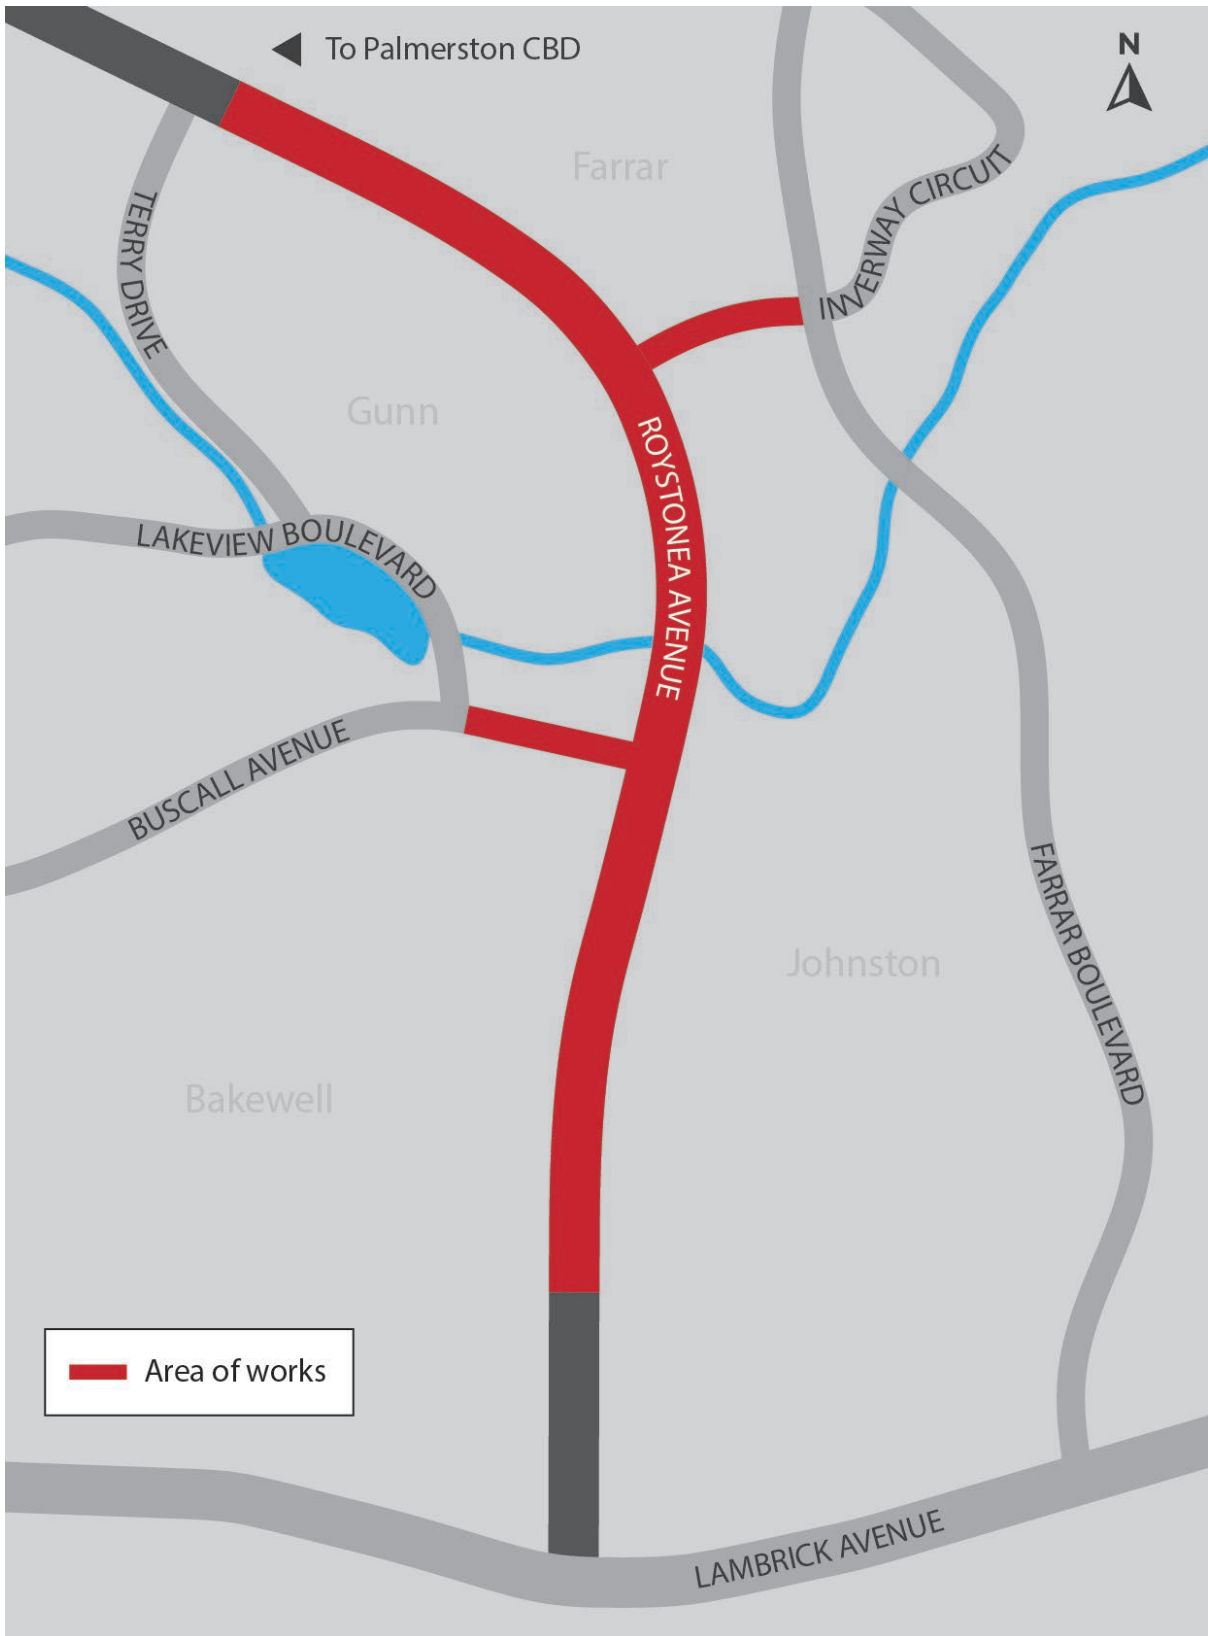 To Palmerston CBD
N
Farrar
INVERWAY CIRCUIT
TERRY DRIVE
Gunn
ROYSTONEA AVENUE
LAKEVIEW BOULEVARD
BUSCALL AVENUE
FARRAR BOULEVARD
Johnston
Bakewell
Area of works
LAMBRICK AVENUE